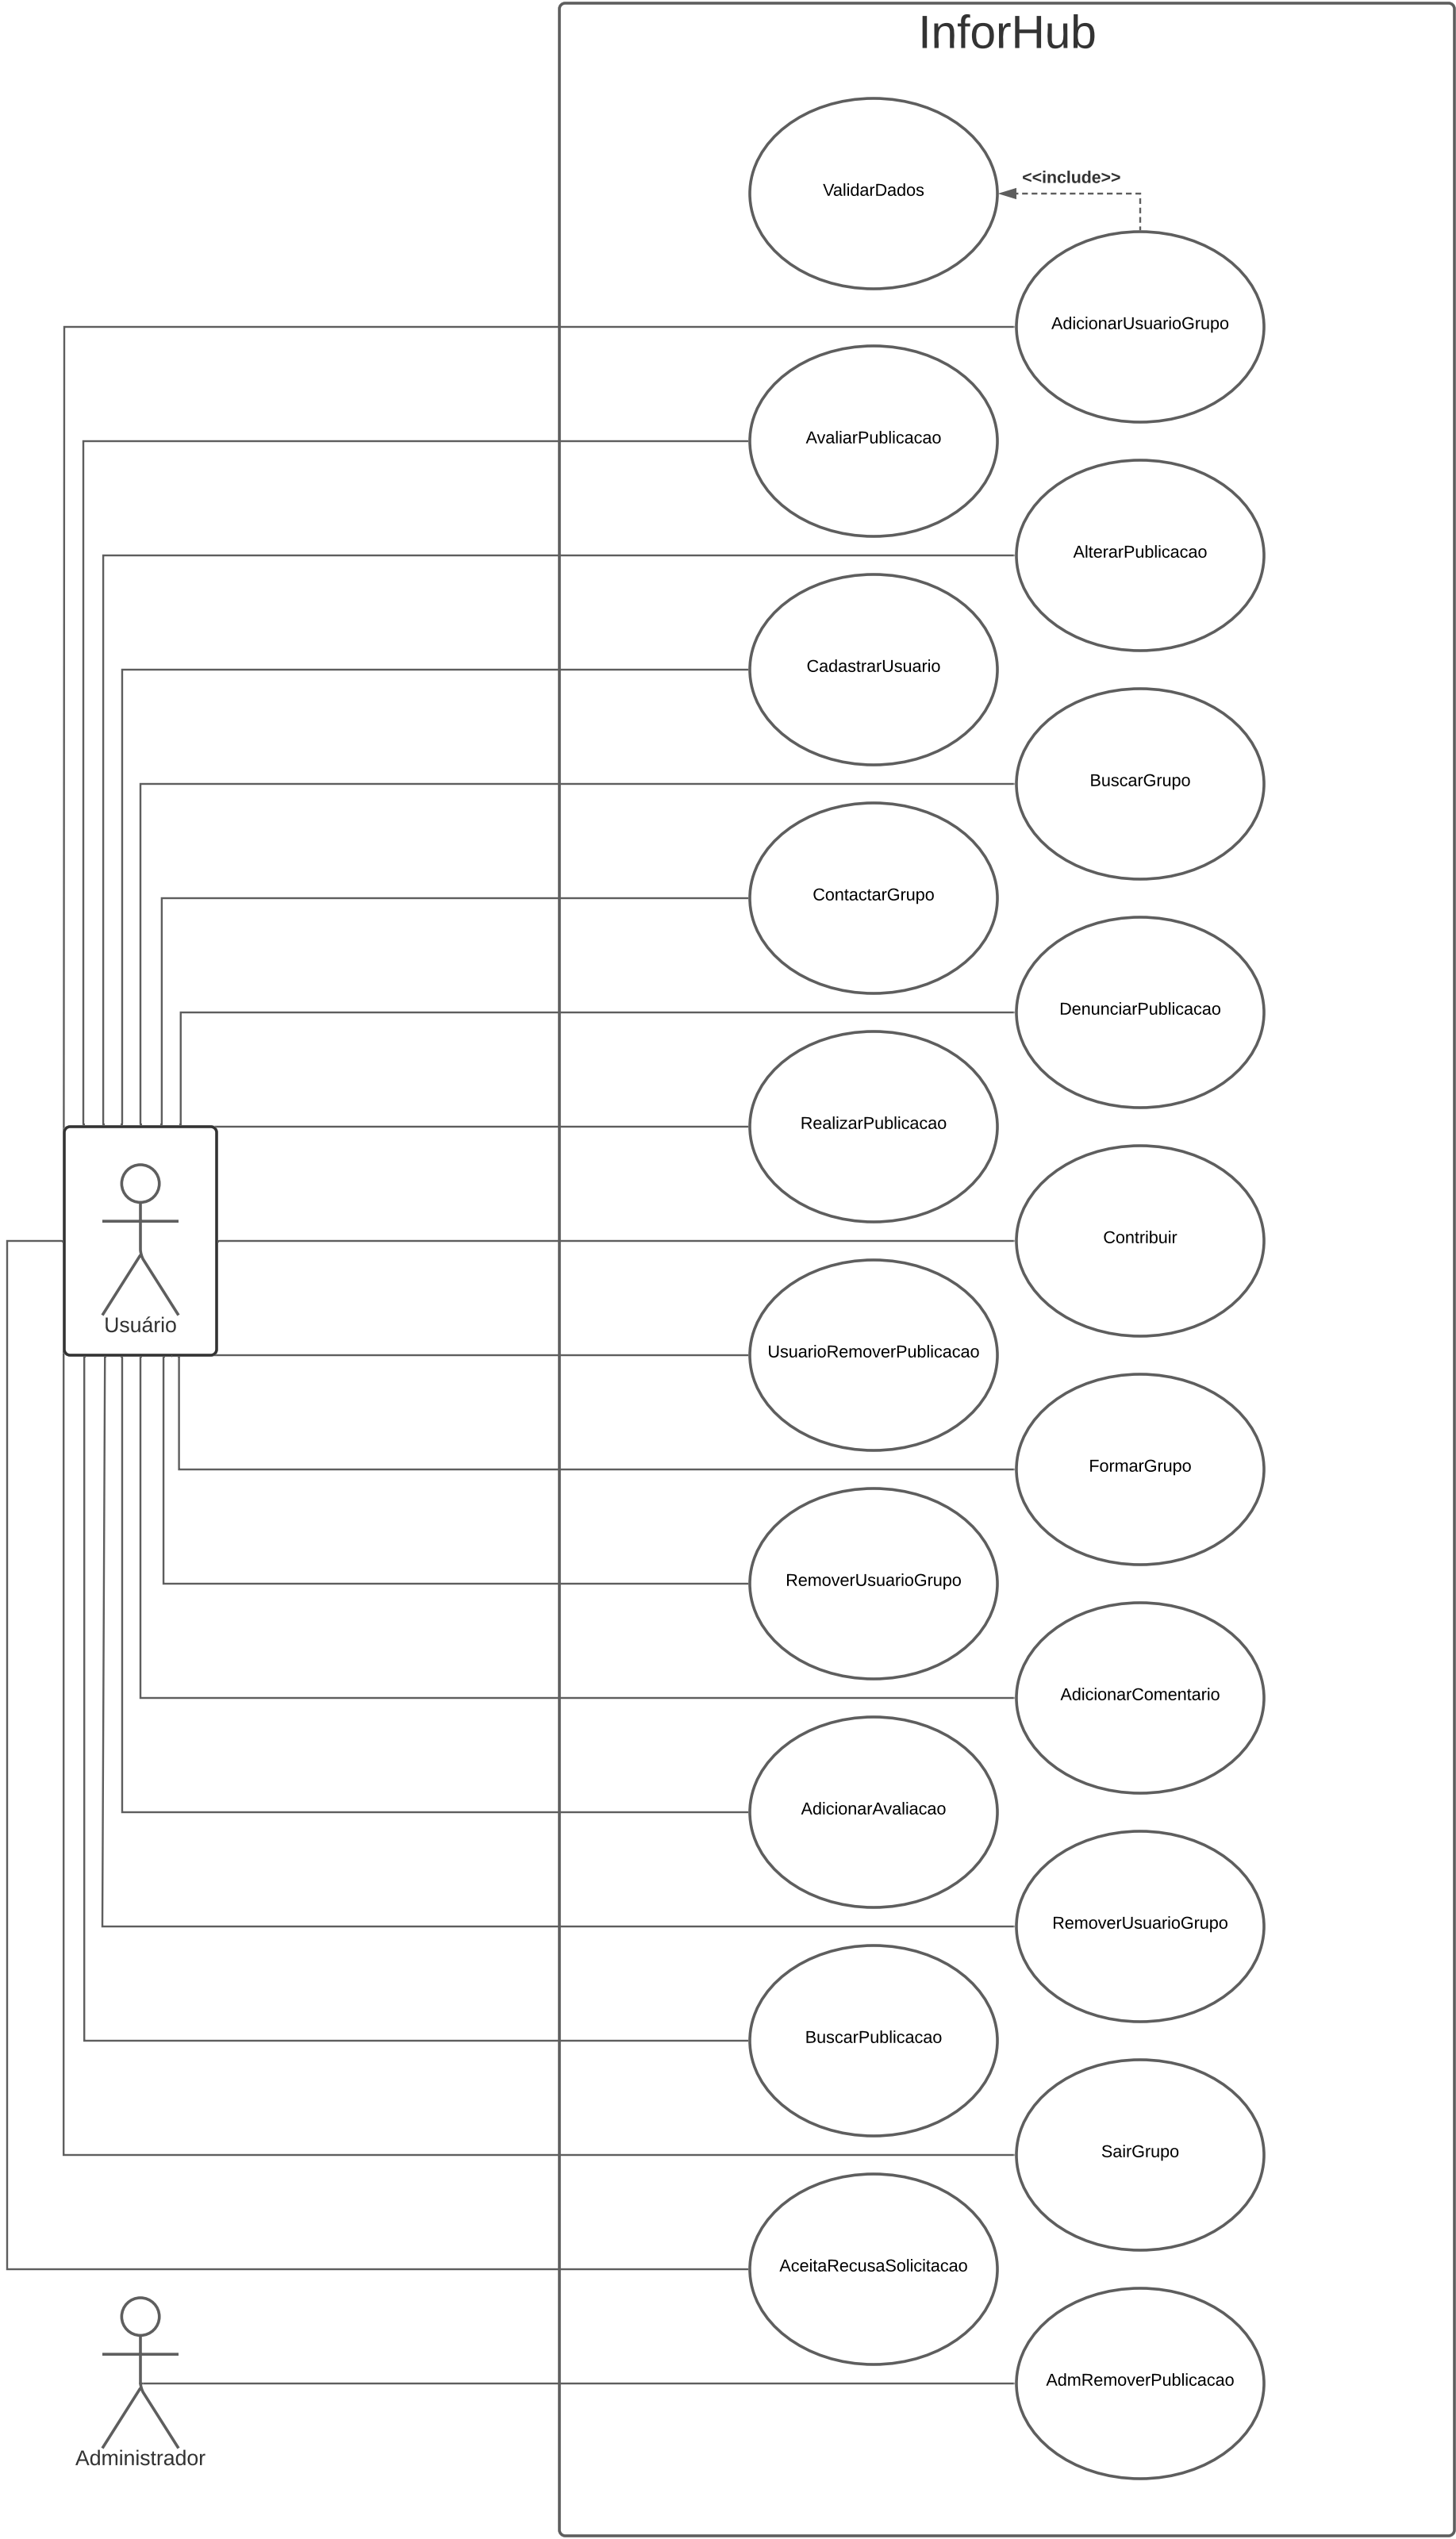 InforHub
ValidarDados
<<include>>
AdicionarUsuarioGrupo
AvaliarPublicacao
AlterarPublicacao
CadastrarUsuario
BuscarGrupo
ContactarGrupo
DenunciarPublicacao
RealizarPublicacao
Contribuir
Usuário
UsuarioRemoverPublicacao
FormarGrupo
RemoverUsuarioGrupo
AdicionarComentario
AdicionarAvaliacao
RemoverUsuarioGrupo
BuscarPublicacao
SairGrupo
AceitaRecusaSolicitacao
AdmRemoverPublicacao
Administrador